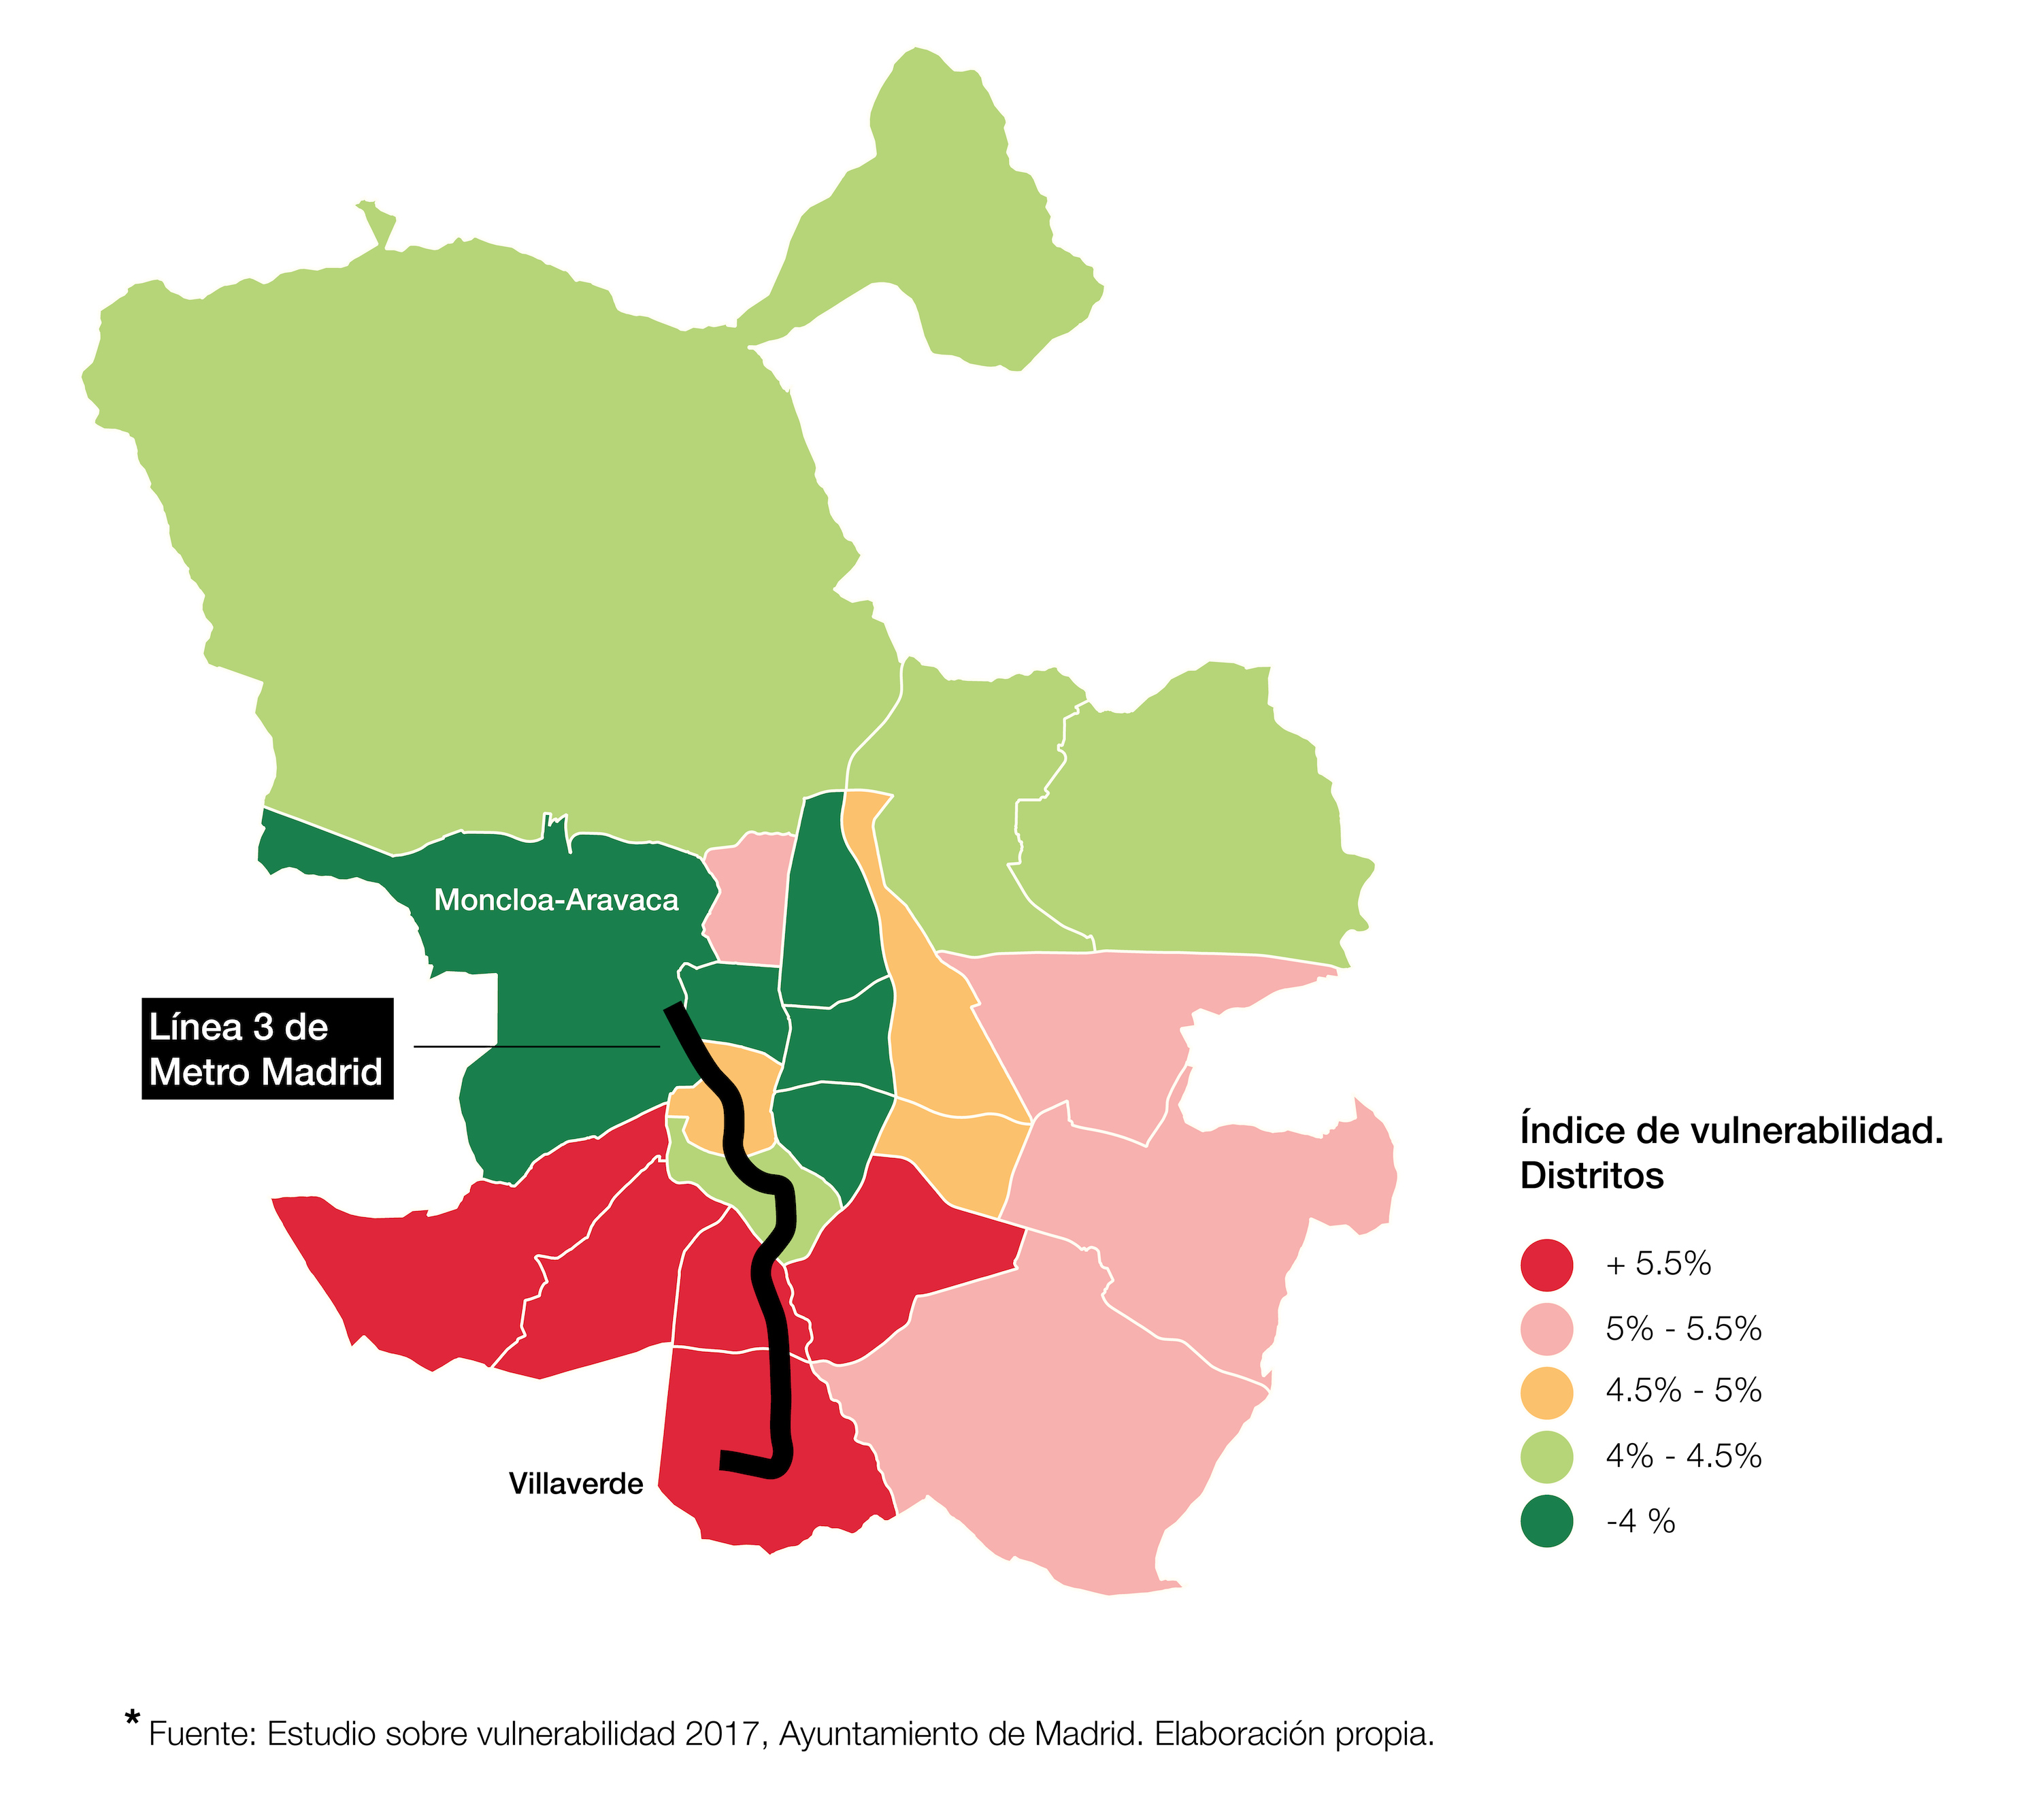 Moncloa-Aravaca
Línea 3 de
Metro Madrid
Villaverde
Índice de vulnerabilidad.
Distritos
+ 5.5%
5% - 5.5%
4.5% - 5%
4% - 4.5%
-4 %
* Fuente: Estudio sobre vulnerabilidad 2017, Ayuntamiento de Madrid. Elaboración propia.